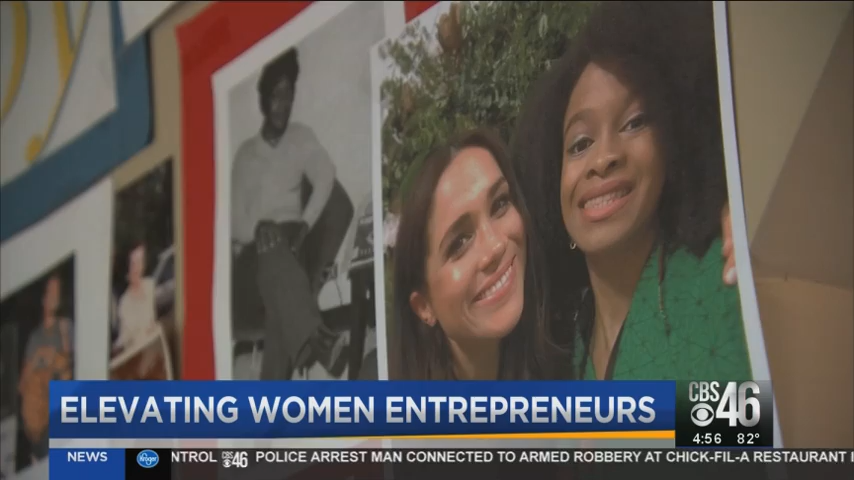 ELEVATING WOMEN ENTREPRENEURS
CBS 46
4:56 82°
NEWS Kroger NTROL CBS 46 POLICE ARREST MAN CONNECTED TO ARMED ROBBERY AT CHICK-FIL-A RESTAURANT